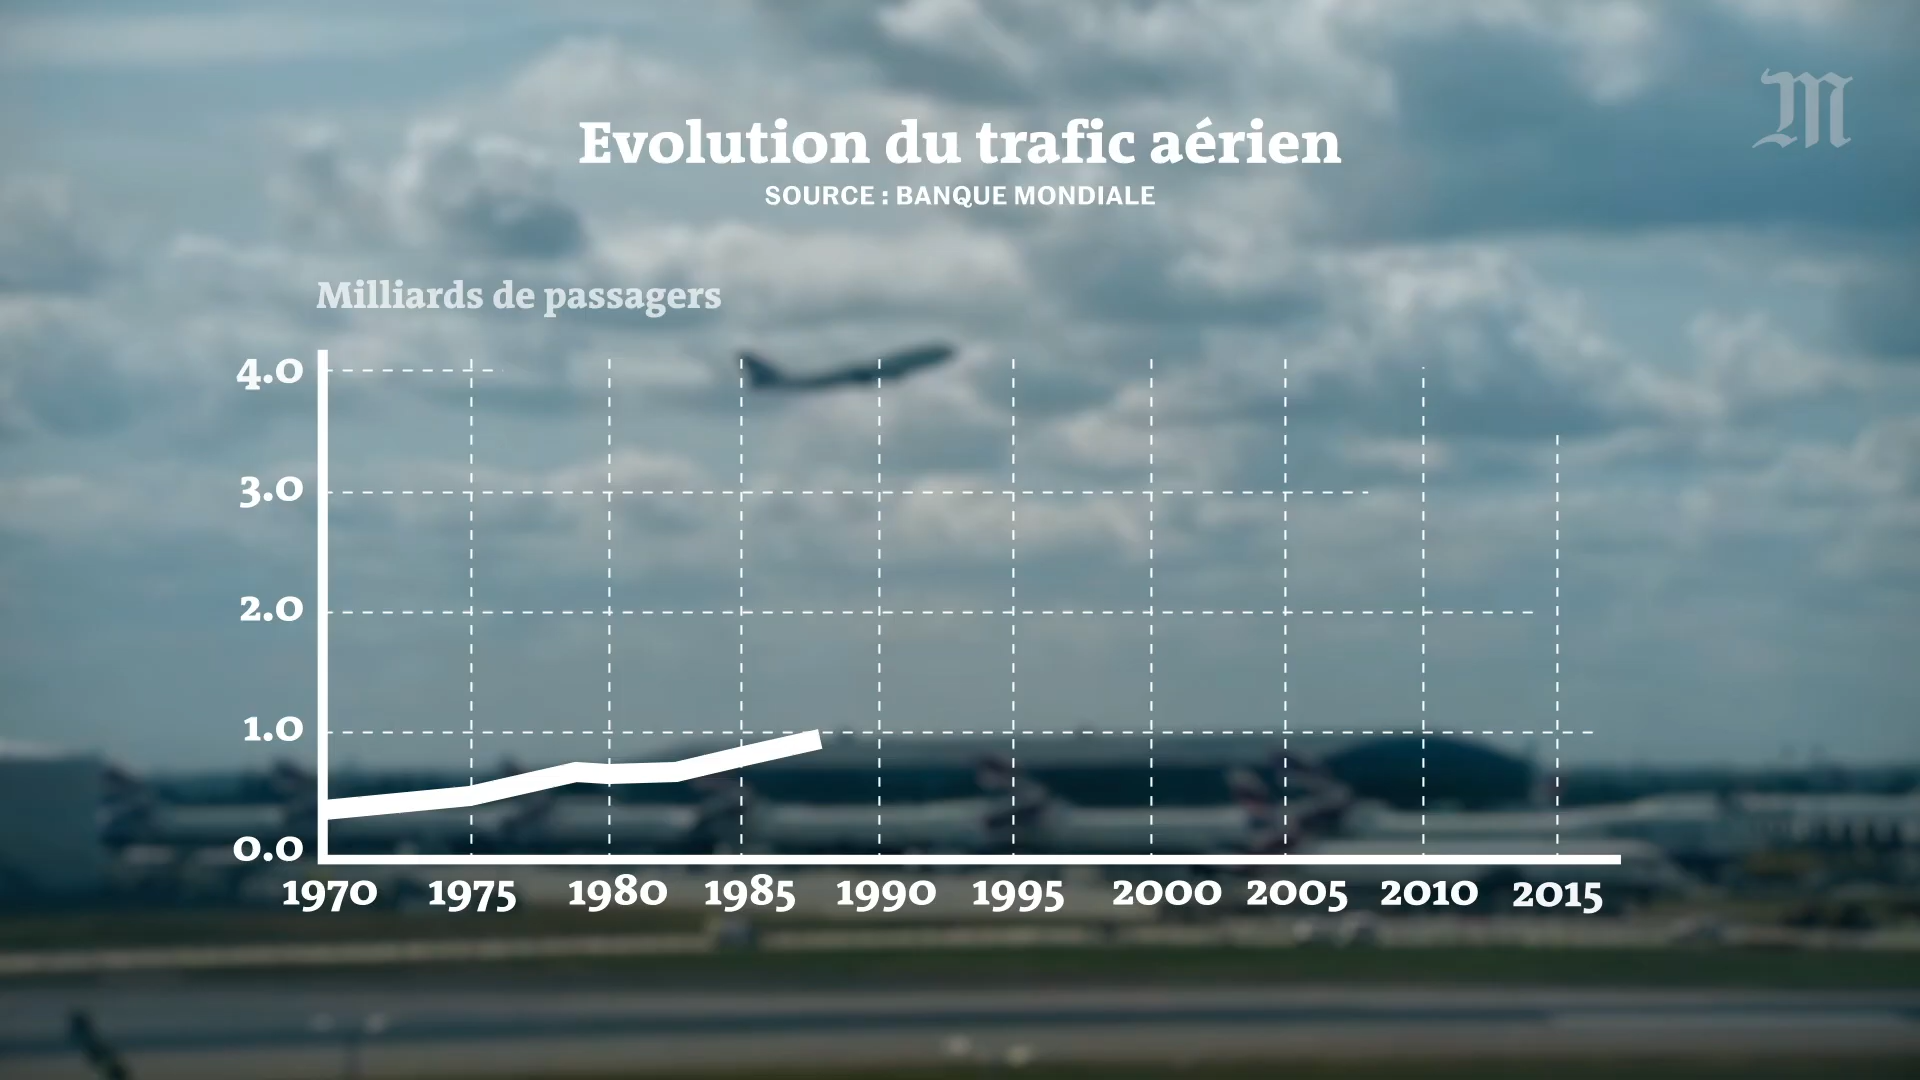 M
Evolution du trafic aérien
SOURCE : BANQUE MONDIALE
Milliards de passagers
4.0
3.0
2.0
1.0
0.0
1970 1975 1980 1985 1990 1995 2000 2005 2010 2015